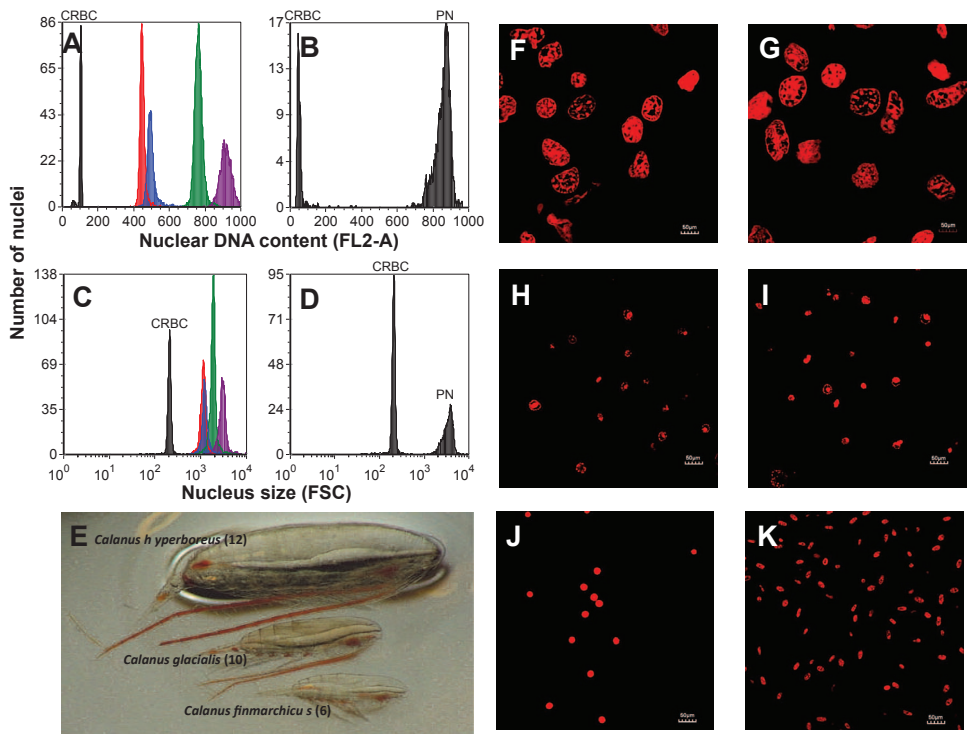 A
CRBC
86
65
43
22
0
0 200 400 600 800 1000
B
CRBC
PN
17
13
9
4
0
0 200 400 600 800 1000
Nuclear DNA content (FL2-A)
Number of nuclei
C
CRBC
138
104
69
35
0
10⁰ 10¹ 10² 10³ 10⁴
D
CRBC
PN
95
71
48
24
0
10⁰ 10¹ 10² 10³ 10⁴
Nucleus size (FSC)
E
Calanus h yperboreus (12)
Calanus glacialis (10)
Calanus finmarchicu s (6)
F
50µm
G
50µm
H
50µm
I
50µm
J
50µm
K
50µm